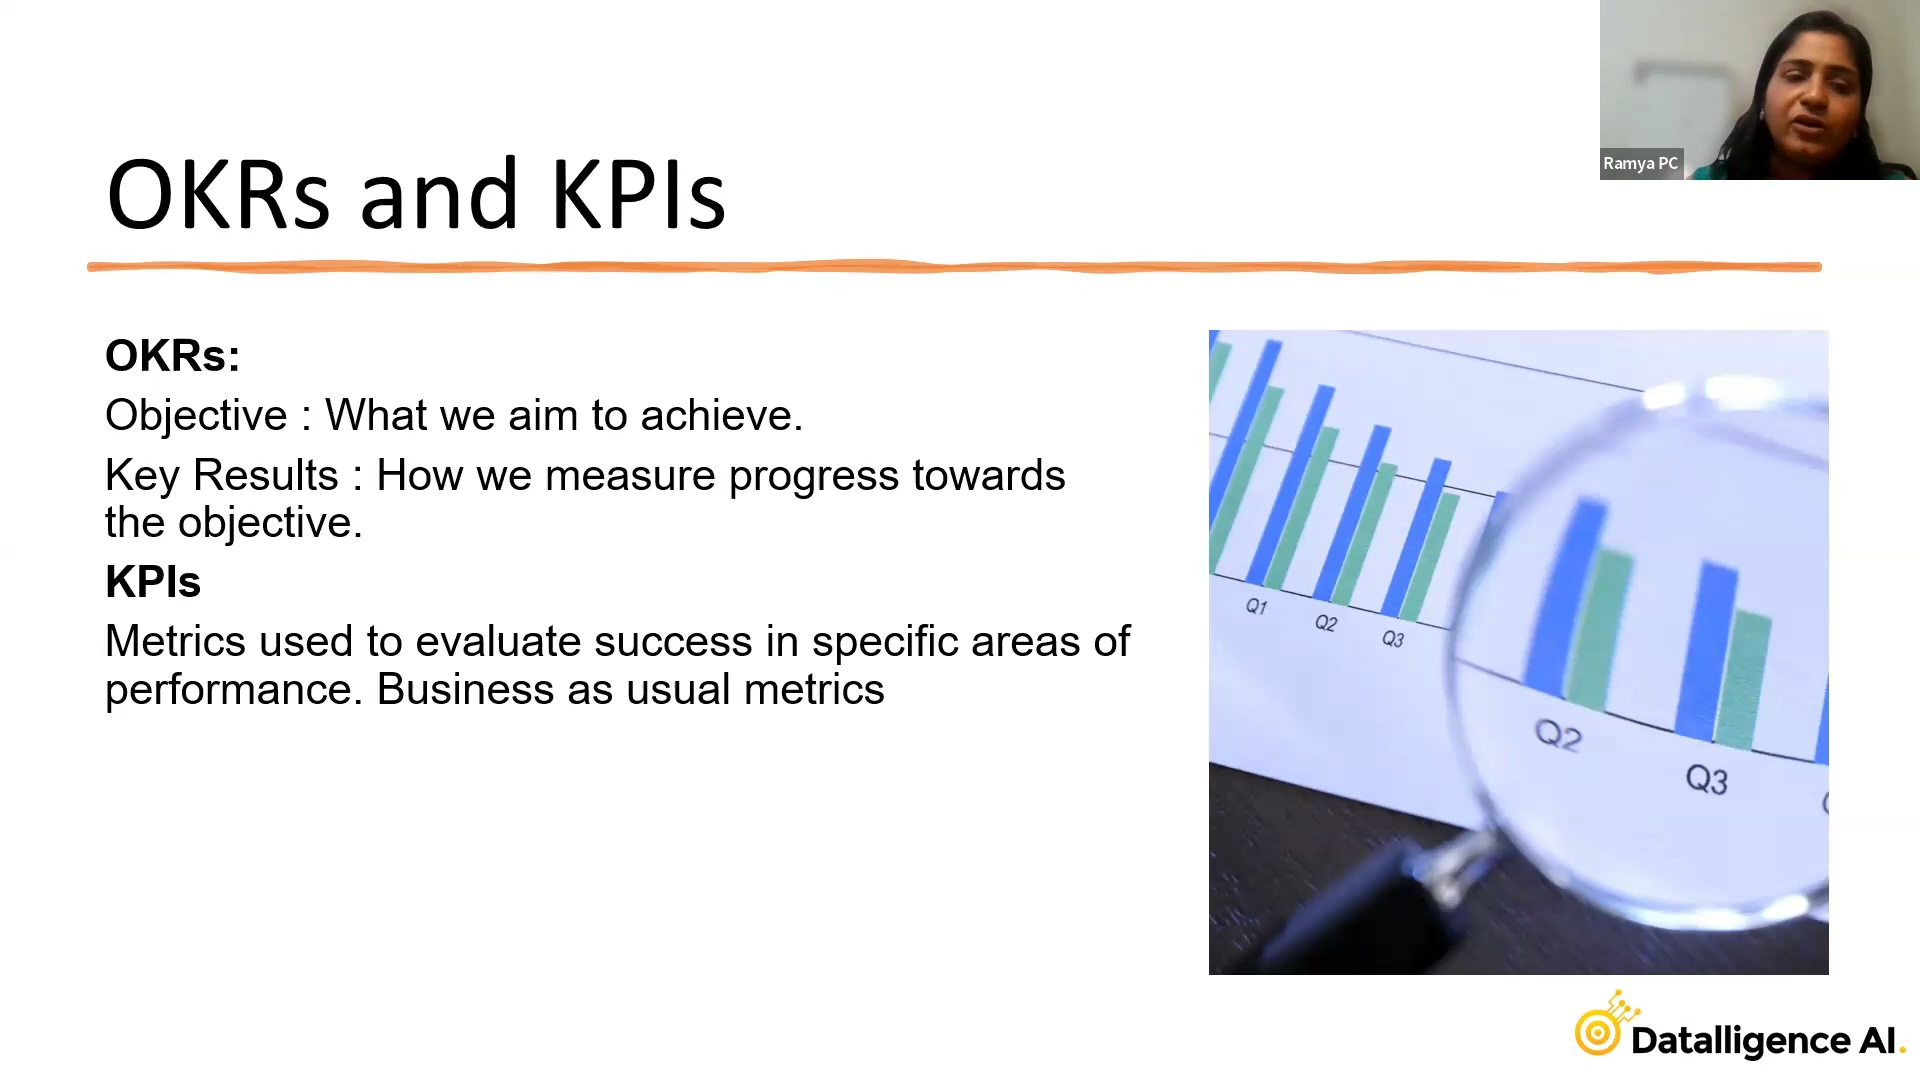 Ramya PC
OKRs and KPIs
OKRs:
Objective : What we aim to achieve.
Key Results : How we measure progress towards
the objective.
KPIs
Metrics used to evaluate success in specific areas of
performance. Business as usual metrics
Q1
Q2
Q3
Q2
Q3
Datalligence AI.